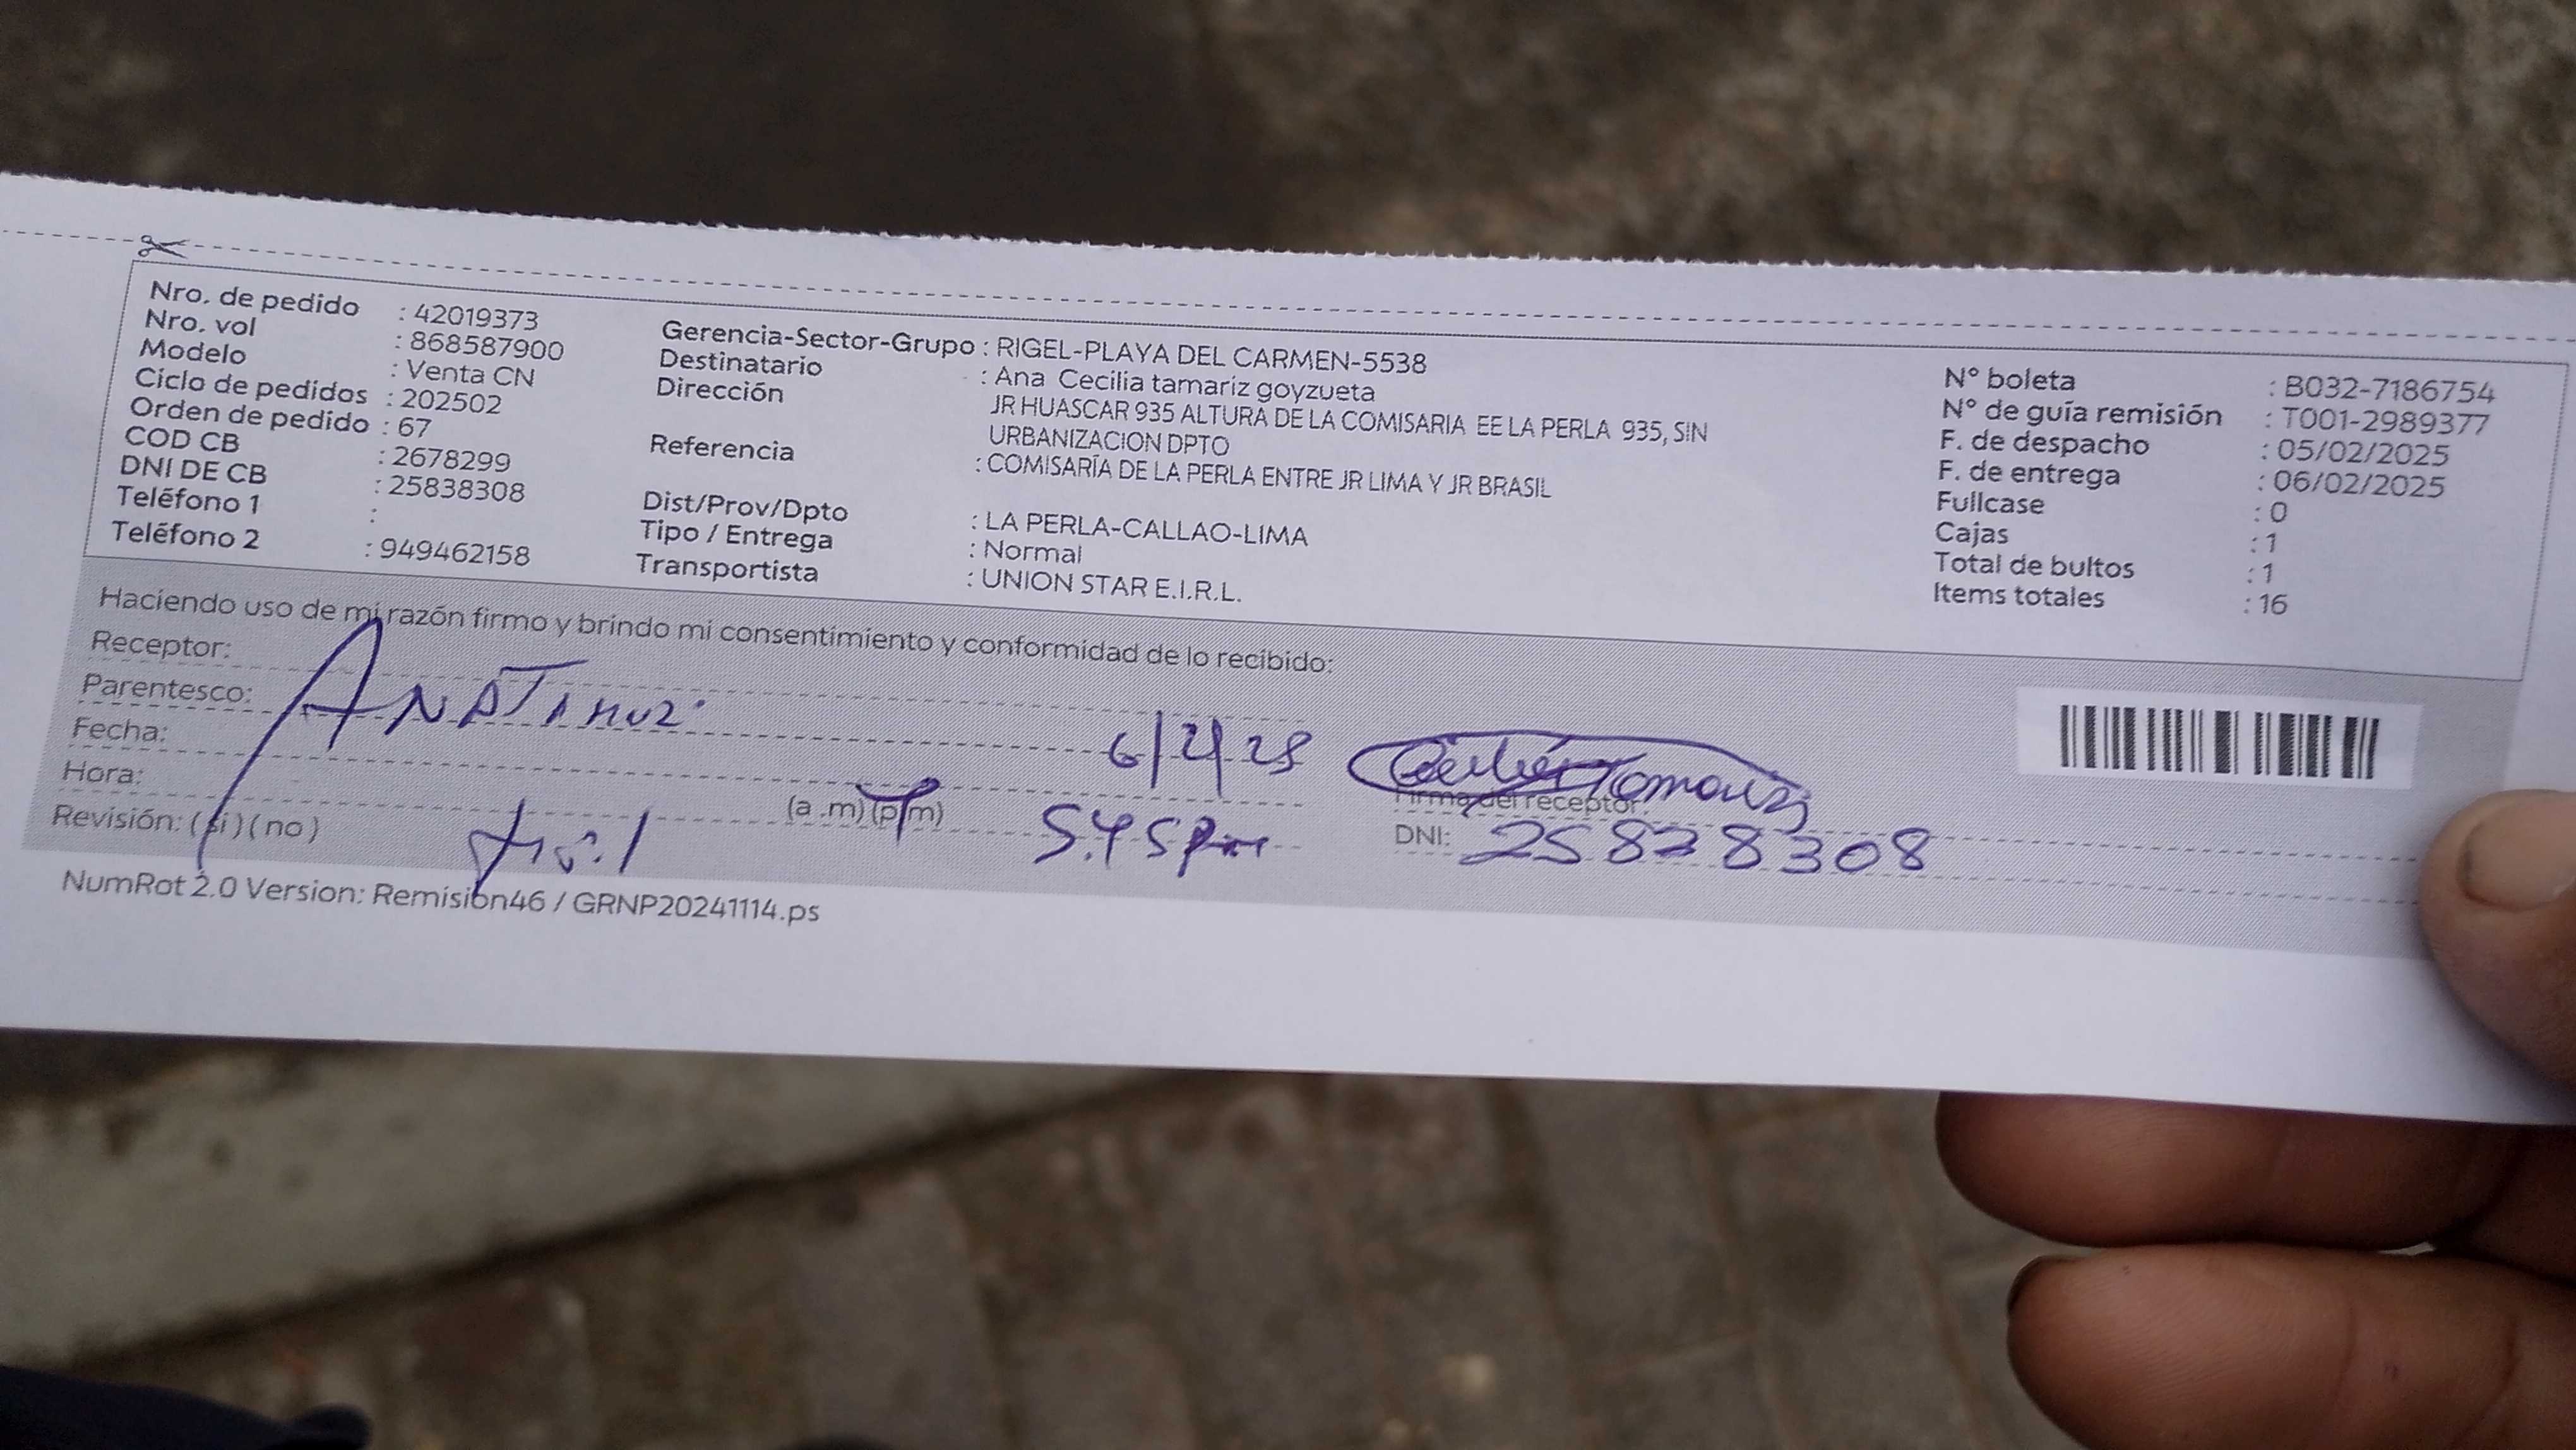 Nro. de pedido : 42019373
Nro. vol : 868587900
Modelo : Venta CN
Ciclo de pedidos : 202502
Orden de pedido : 67
COD CB : 2678299
DNI DE CB : 25838308
Teléfono 1 :
Teléfono 2 : 949462158
Gerencia-Sector-Grupo : RIGEL-PLAYA DEL CARMEN-5538
Destinatario : Ana Cecilia tamariz goyzueta
Dirección JR HUASCAR 935 ALTURA DE LA COMISARIA EE LA PERLA 935, SIN
URBANIZACION DPTO
Referencia : COMISARÍA DE LA PERLA ENTRE JR LIMA Y JR BRASIL
Dist/Prov/Dpto : LA PERLA-CALLAO-LIMA
Tipo / Entrega : Normal
Transportista : UNION STAR E.I.R.L.
N° boleta : B032-7186754
N° de guía remisión : T001-2989377
F. de despacho : 05/02/2025
F. de entrega : 06/02/2025
Fullcase : 0
Cajas : 1
Total de bultos : 1
Items totales : 16
Haciendo uso de mi razón firmo y brindo mi consentimiento y conformidad de lo recibido:
Receptor:
Parentesco: ANA
Fecha: 6/2/25
Hora: (a .m) (p.m)
Revisión: ( si ) ( no ) 5.45 pm
Firma del receptor
DNI: 25838308
NumRot 2.0 Version: Remision46 / GRNP20241114.ps